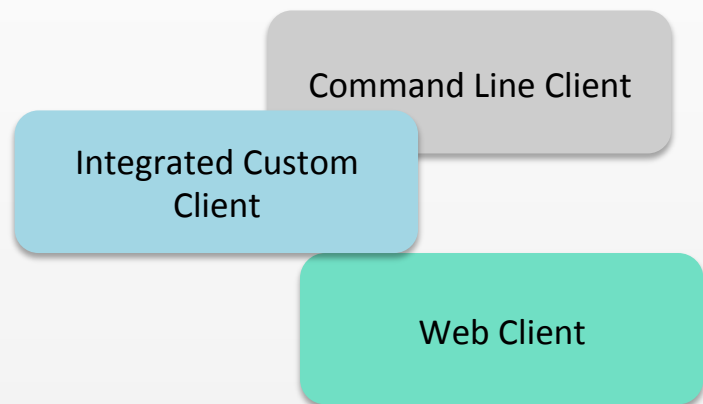 Command Line Client
Integrated Custom
Client
Web Client